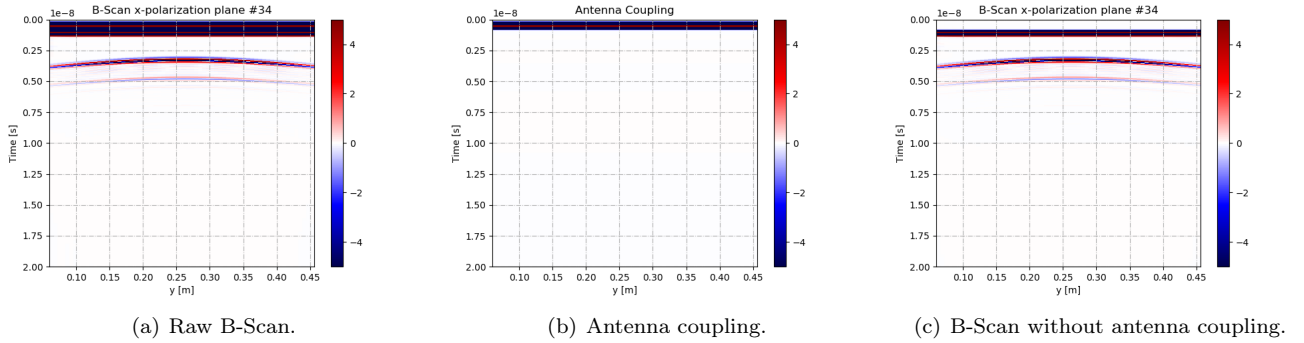 B-Scan x-polarization plane #34
1e−8
0.00
0.25
0.50
0.75
1.00
1.25
1.50
1.75
2.00
Time [s]
0.10 0.15 0.20 0.25 0.30 0.35 0.40 0.45
y [m]
4
2
0
−2
−4
(a) Raw B-Scan.
Antenna Coupling
1e−8
0.00
0.25
0.50
0.75
1.00
1.25
1.50
1.75
2.00
Time [s]
0.10 0.15 0.20 0.25 0.30 0.35 0.40 0.45
y [m]
4
2
0
−2
−4
(b) Antenna coupling.
B-Scan x-polarization plane #34
1e−8
0.00
0.25
0.50
0.75
1.00
1.25
1.50
1.75
2.00
Time [s]
0.10 0.15 0.20 0.25 0.30 0.35 0.40 0.45
y [m]
4
2
0
−2
−4
(c) B-Scan without antenna coupling.